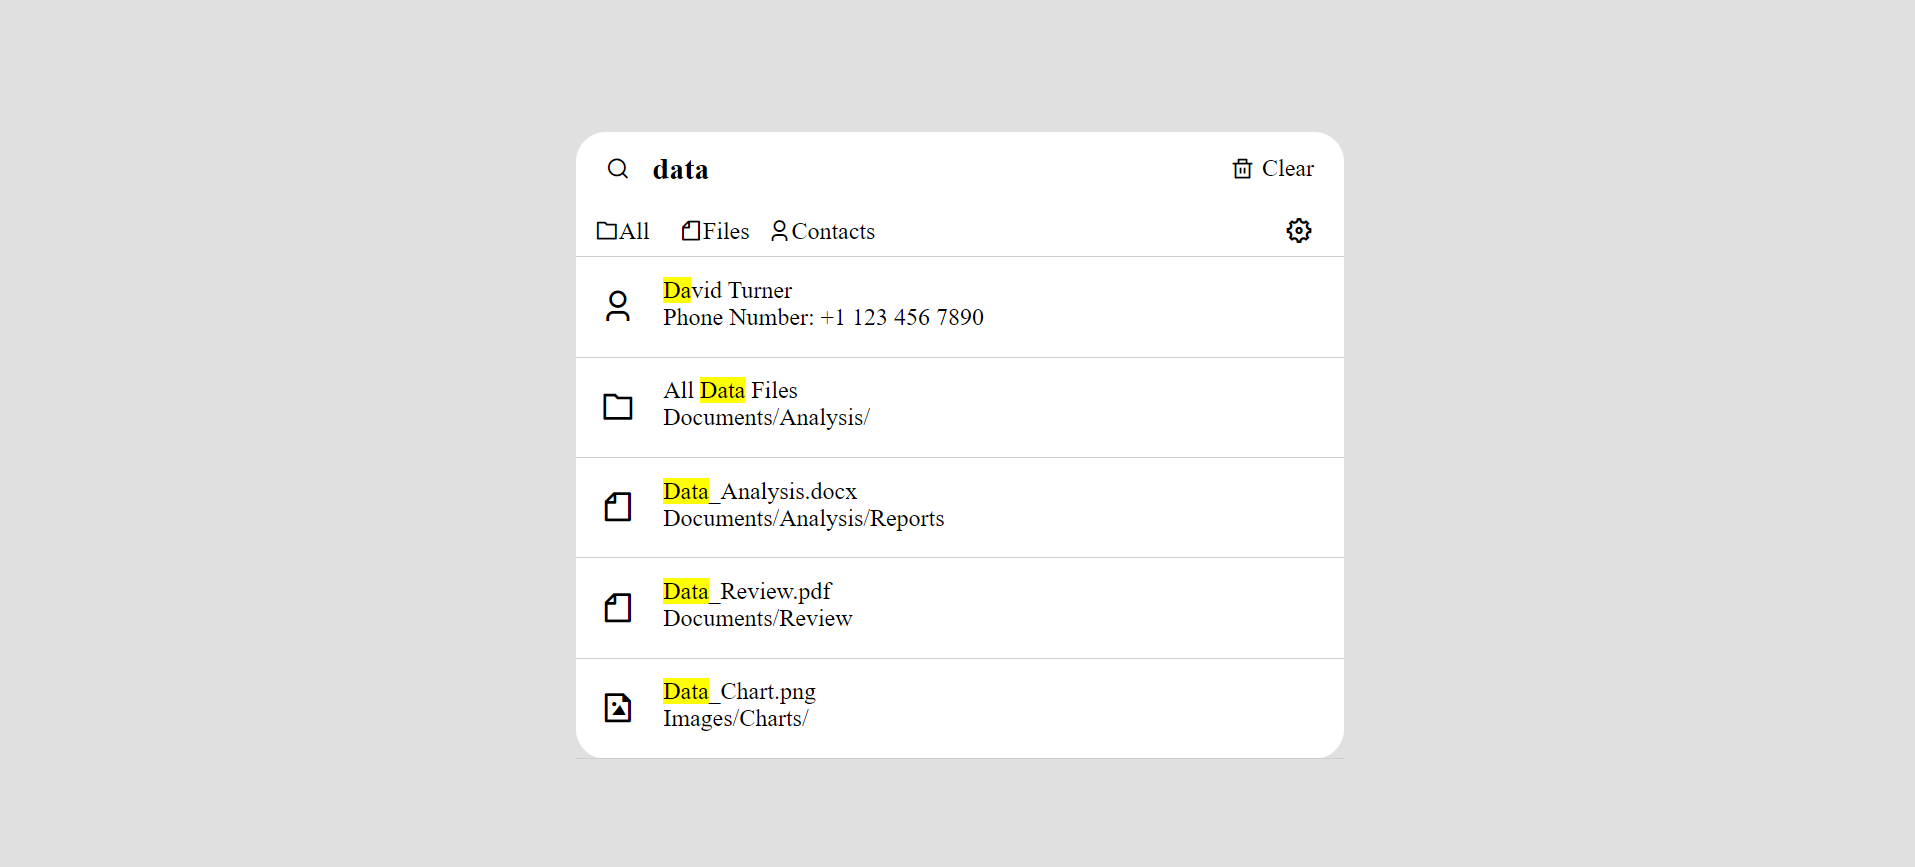 data
Clear
All Files Contacts
David Turner
Phone Number: +1 123 456 7890
All Data Files
Documents/Analysis/
Data_Analysis.docx
Documents/Analysis/Reports
Data_Review.pdf
Documents/Review
Data_Chart.png
Images/Charts/